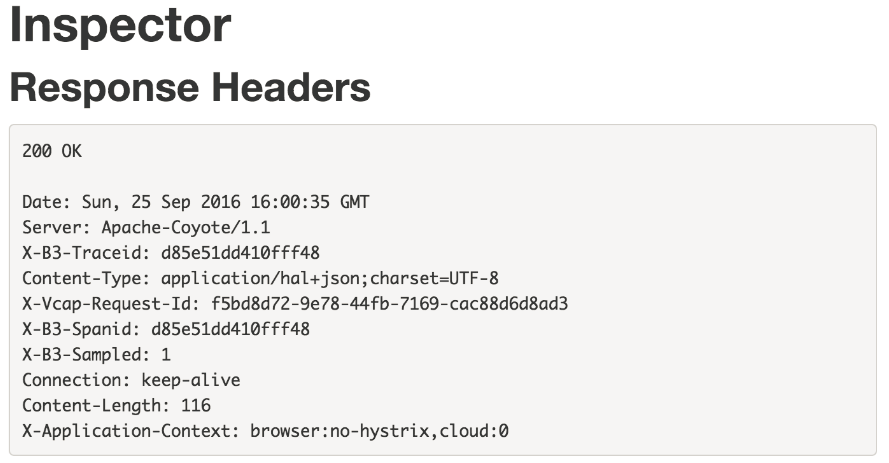 Inspector
Response Headers
200 OK
Date: Sun, 25 Sep 2016 16:00:35 GMT
Server: Apache-Coyote/1.1
X-B3-Traceid: d85e51dd410fff48
Content-Type: application/hal+json;charset=UTF-8
X-Vcap-Request-Id: f5bd8d72-9e78-44fb-7169-cac88d6d8ad3
X-B3-Spanid: d85e51dd410fff48
X-B3-Sampled: 1
Connection: keep-alive
Content-Length: 116
X-Application-Context: browser:no-hystrix,cloud:0